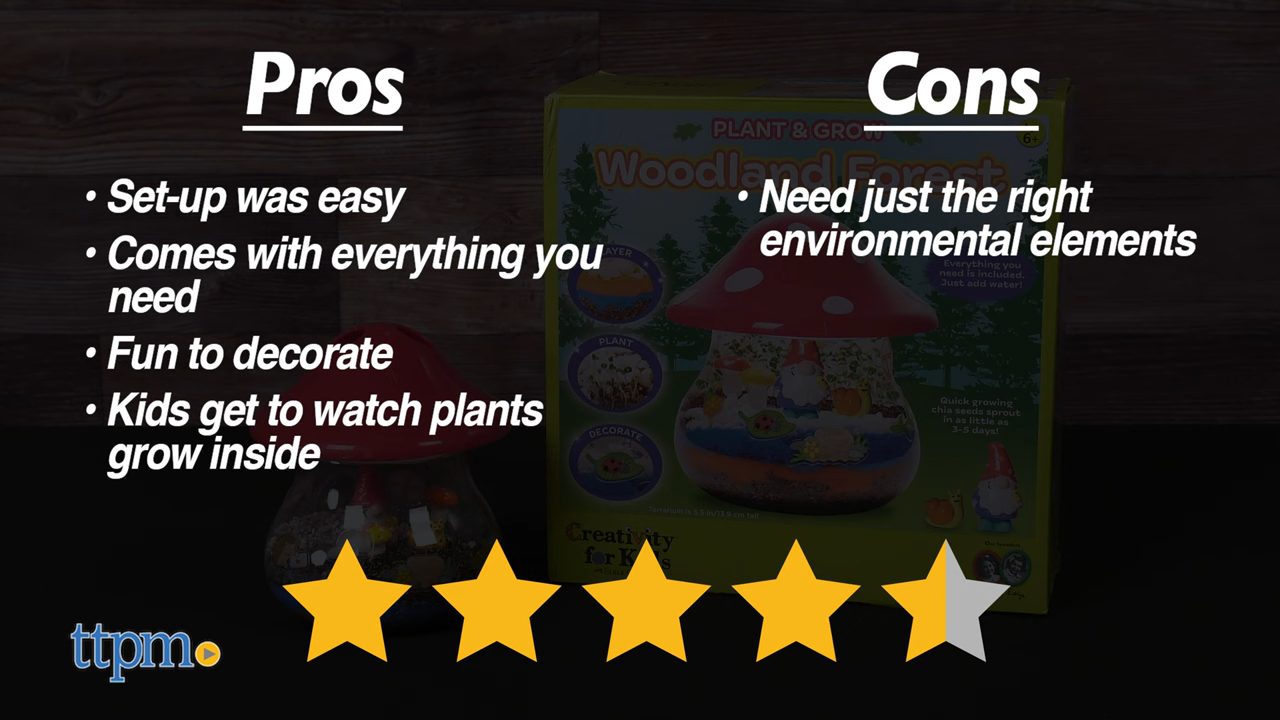 Pros
• Set-up was easy
• Comes with everything you
need
• Fun to decorate
• Kids get to watch plants
grow inside
Cons
• Need just the right
environmental elements
PLANT & GROW
6+
Woodland Forest
LAYER
PLANT
DECORATE
Everything you
need is included.
Just add water!
Quick growing
chia seeds sprout
in as little as
3-5 days!
Creativity
for Kids
ttpm